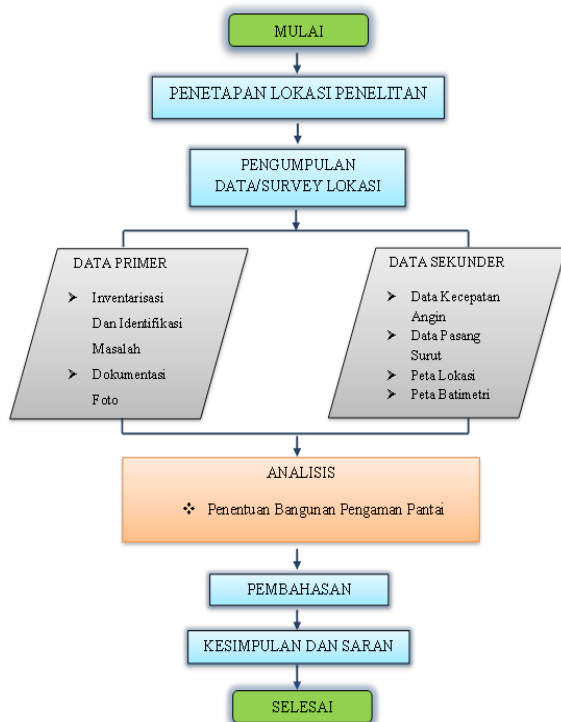 MULAI
PENETAPAN LOKASI PENELITAN
PENGUMPULAN
DATA/SURVEY LOKASI
DATA PRIMER
➤ Inventarisasi
Dan Identifikasi
Masalah
➤ Dokumentasi
Foto
DATA SEKUNDER
➤ Data Kecepatan
Angin
➤ Data Pasang
Surut
➤ Peta Lokasi
➤ Peta Batimetri
ANALISIS
❖ Penentuan Bangunan Pengaman Pantai
PEMBAHASAN
KESIMPULAN DAN SARAN
SELESAI